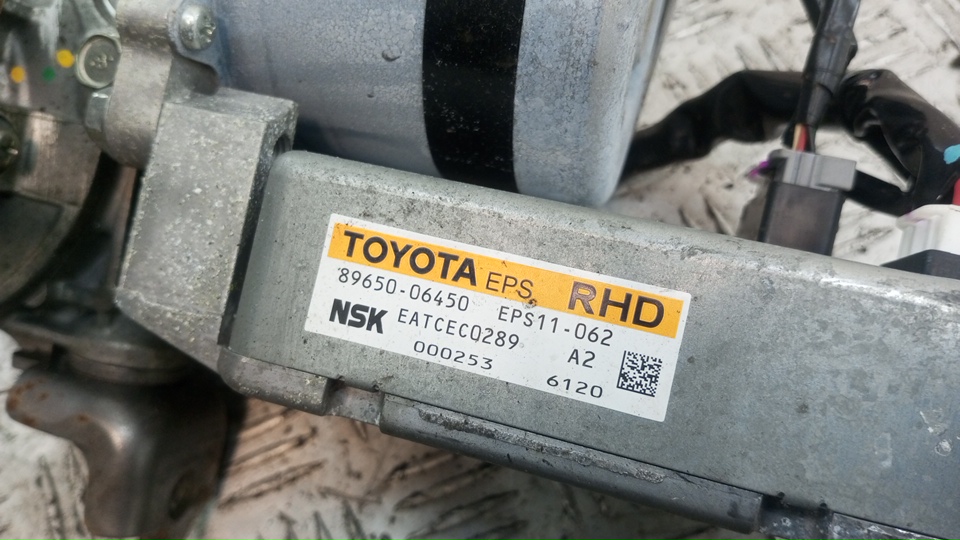 TOYOTA EPS RHD
89650-06450 EPS11-062
NSK EATCEC0289 A2
000253 6120